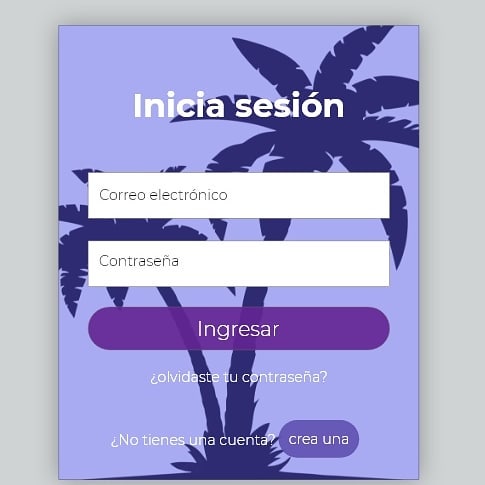 Inicia sesión
Correo electrónico
Contraseña
Ingresar
¿olvidaste tu contraseña?
¿No tienes una cuenta? crea una